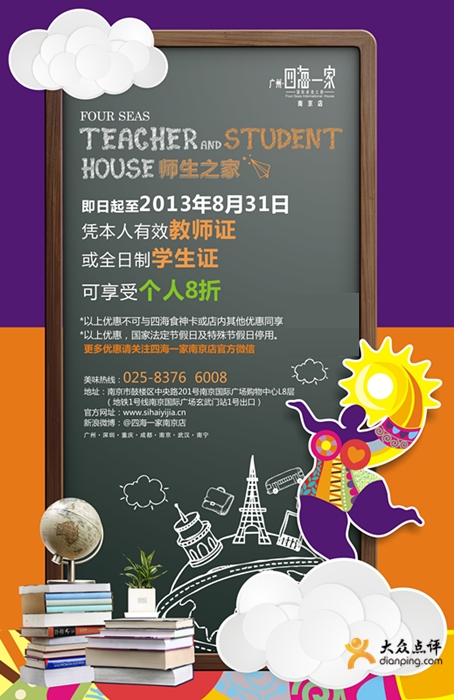 广州·四海一家
Four Seas International House
南京店
FOUR SEAS
TEACHER AND STUDENT
HOUSE 师生之家
即日起至2013年8月31日
凭本人有效教师证
或全日制学生证
可享受个人8折
*以上优惠不可与四海食神卡或店内其他优惠同享
*以上优惠,国家法定节假日及特殊节假日停用。
更多优惠请关注四海一家南京店官方微信
美味热线:025-8376 6008
地址:南京市鼓楼区中央路201号南京国际广场购物中心L8层
(地铁1号线南京国际广场玄武门站1号出口)
官方网址:www.sihaiyijia.cn
新浪微博:@四海一家南京店
广州·深圳·重庆·成都·南京·武汉·南宁
大众点评
dianping.com